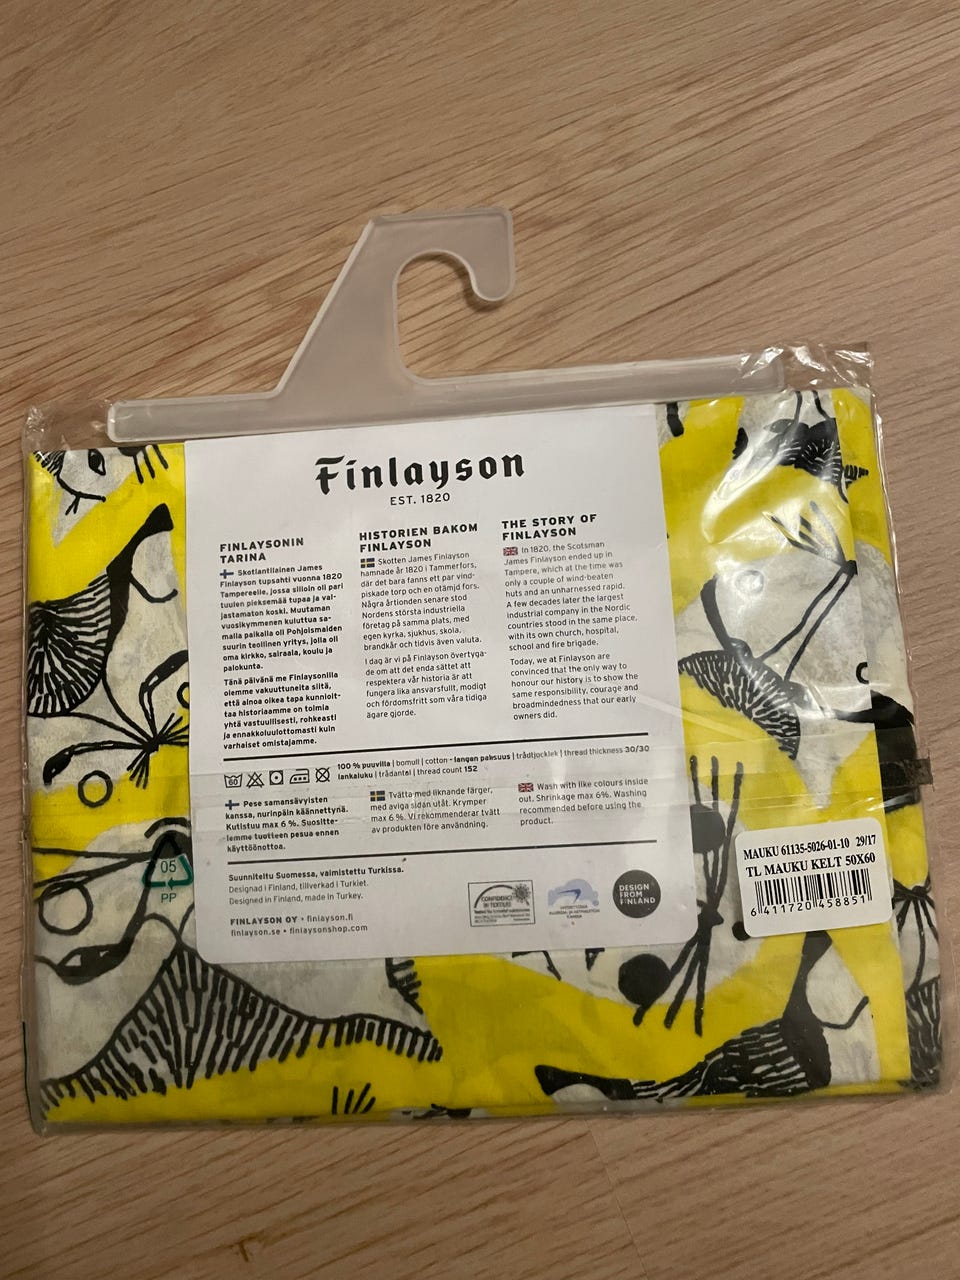 Finlayson
EST. 1820
FINLAYSONIN
TARINA
Skotlantilainen James
Finlayson tupsahti vuonna 1820
Tampereelle, jossa silloin oli pari
tuulen pieksemää tupaa ja val-
jastamaton koski. Muutaman
vuosikymmenen kuluttua sa-
malla paikalla oli Pohjoismaiden
suurin teollinen yritys, jolla oli
oma kirkko, sairaala, koulu ja
palokunta.
Tänä päivänä me Finlaysonilla
olemme vakuuttuneita siitä,
että ainoa oikea tapa kunnioit-
taa historiaamme on toimia
yhtä vastuullisesti, rohkeasti
ja ennakkoluulottomasti kuin
varhaiset omistajamme.
HISTORIEN BAKOM
FINLAYSON
Skotten James Finlayson
hamnade år 1820 i Tammerfors,
där det bara fanns ett par vind-
piskade torp och en otämjd fors.
Några årtionden senare stod
Nordens största industriella
företag på samma plats, med
egen kyrka, sjukhus, skola,
brandkår och tidvis även valuta.
I dag är vi på Finlayson övertyga-
de om att det enda sättet att
respektera vår historia är att
fungera lika ansvarsfullt, modigt
och fördomsfritt som våra tidiga
ägare gjorde.
THE STORY OF
FINLAYSON
In 1820, the Scotsman
James Finlayson ended up in
Tampere, which at the time was
only a couple of wind-beaten
huts and an unharnessed rapid.
A few decades later the largest
industrial company in the Nordic
countries stood in the same place,
with its own church, hospital,
school and fire brigade.
Today, we at Finlayson are
convinced that the only way to
honour our history is to show the
same responsibility, courage and
broadmindedness that our early
owners did.
60
100 % puuvilla | bomull | cotton • langan paksuus | trådtjocklek | thread thickness 30/30
lankaluku | trådantal | thread count 152
Pese samansävyisten
kanssa, nurinpäin käännettynä.
Kutistuu max 6 %. Suositte-
lemme tuotteen pesua ennen
käyttöönottoa.
Tvätta med liknande färger,
med aviga sidan utåt. Krymper
max 6 %. Vi rekommenderar tvätt
av produkten före användning.
Wash with like colours inside
out. Shrinkage max 6%. Washing
recommended before using the
product.
Suunniteltu Suomessa, valmistettu Turkissa.
Designad i Finland, tillverkad i Turkiet.
Designed in Finland, made in Turkey.
FINLAYSON OY • finlayson.fi
finlayson.se • finlaysonshop.com
CONFIDENCE
IN TEXTILES
DESIGN
FROM
FINLAND
05
PP
MAUKU 61135-5026-01-10 29/17
TL MAUKU KELT 50X60
6 411720 458851